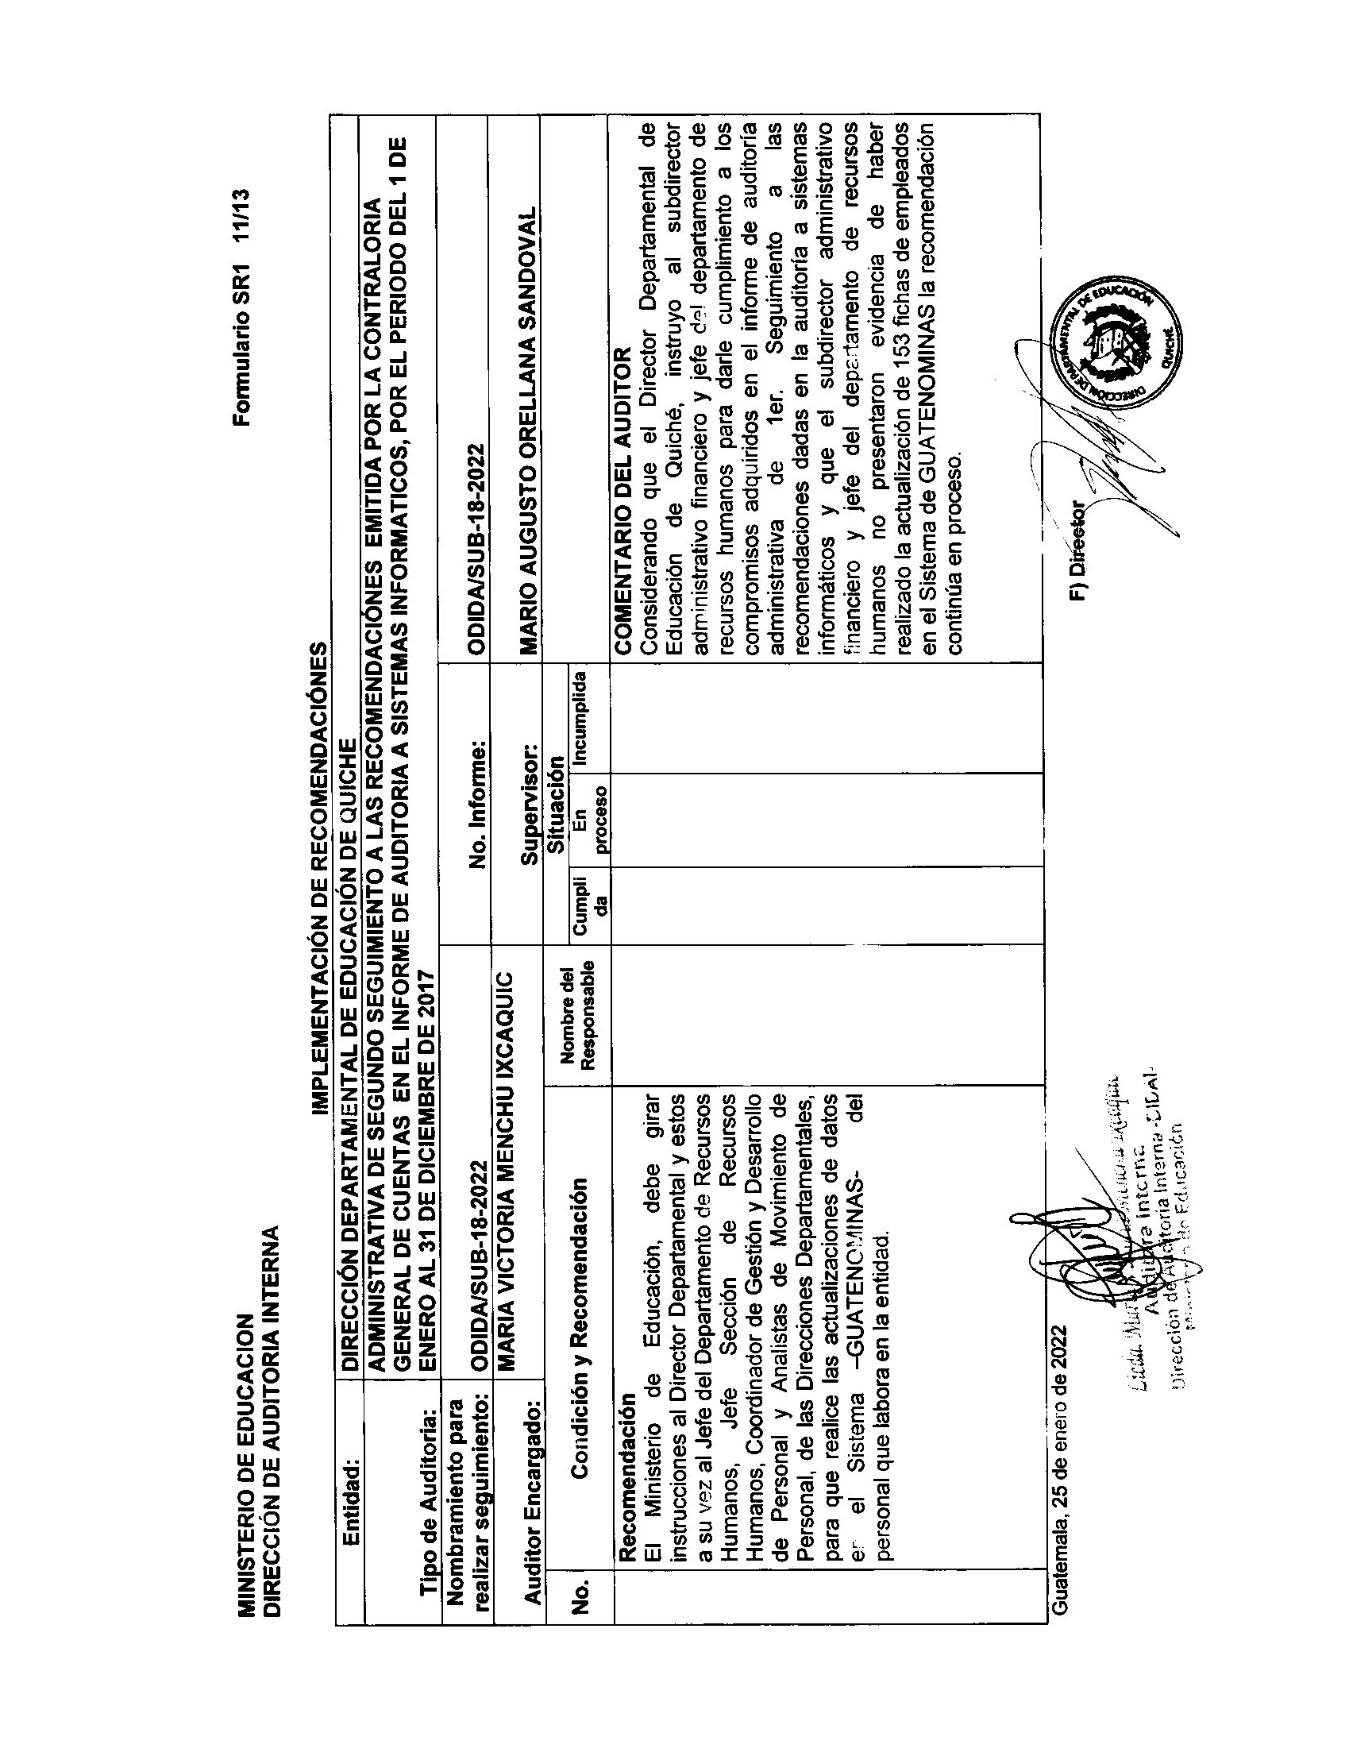 MINISTERIO DE EDUCACION
DIRECCIÓN DE AUDITORIA INTERNA
Formulario SR1 11/13
IMPLEMENTACIÓN DE RECOMENDACIÓNES
Entidad:
DIRECCIÓN DEPARTAMENTAL DE EDUCACIÓN DE QUICHE
Tipo de Auditoria:
ADMINISTRATIVA DE SEGUNDO SEGUIMIENTO A LAS RECOMENDACIÓNES EMITIDA POR LA CONTRALORIA
GENERAL DE CUENTAS EN EL INFORME DE AUDITORIA A SISTEMAS INFORMATICOS, POR EL PERIODO DEL 1 DE
ENERO AL 31 DE DICIEMBRE DE 2017
Nombramiento para
realizar seguimiento:
ODIDA/SUB-18-2022
No. Informe:
ODIDA/SUB-18-2022
Auditor Encargado:
MARIA VICTORIA MENCHU IXCAQUIC
Supervisor:
MARIO AUGUSTO ORELLANA SANDOVAL
No.
Condición y Recomendación
Nombre del
Responsable
Situación
Cumpli
da
En
proceso
Incumplida
Recomendación
El Ministerio de Educación, debe girar
instrucciones al Director Departamental y estos
a su vez al Jefe del Departamento de Recursos
Humanos, Jefe Sección de Recursos
Humanos, Coordinador de Gestión y Desarrollo
de Personal y Analistas de Movimiento de
Personal, de las Direcciones Departamentales,
para que realice las actualizaciones de datos
en el Sistema –GUATENOMINAS- del
personal que labora en la entidad.
COMENTARIO DEL AUDITOR
Considerando que el Director Departamental de
Educación de Quiché, instruyo al subdirector
administrativo financiero y jefe del departamento de
recursos humanos para darle cumplimiento a los
compromisos adquiridos en el informe de auditoría
administrativa de 1er. Seguimiento a las
recomendaciones dadas en la auditoría a sistemas
informáticos y que el subdirector administrativo
financiero y jefe del departamento de recursos
humanos no presentaron evidencia de haber
realizado la actualización de 153 fichas de empleados
en el Sistema de GUATENOMINAS la recomendación
continúa en proceso.
Guatemala, 25 de enero de 2022
Licda.
Auditora Interna
Dirección de Auditoría Interna -DIDAI-
Ministerio de Educación
F) Director
DIRECCIÓN DEPARTAMENTAL DE EDUCACIÓN
QUICHÉ